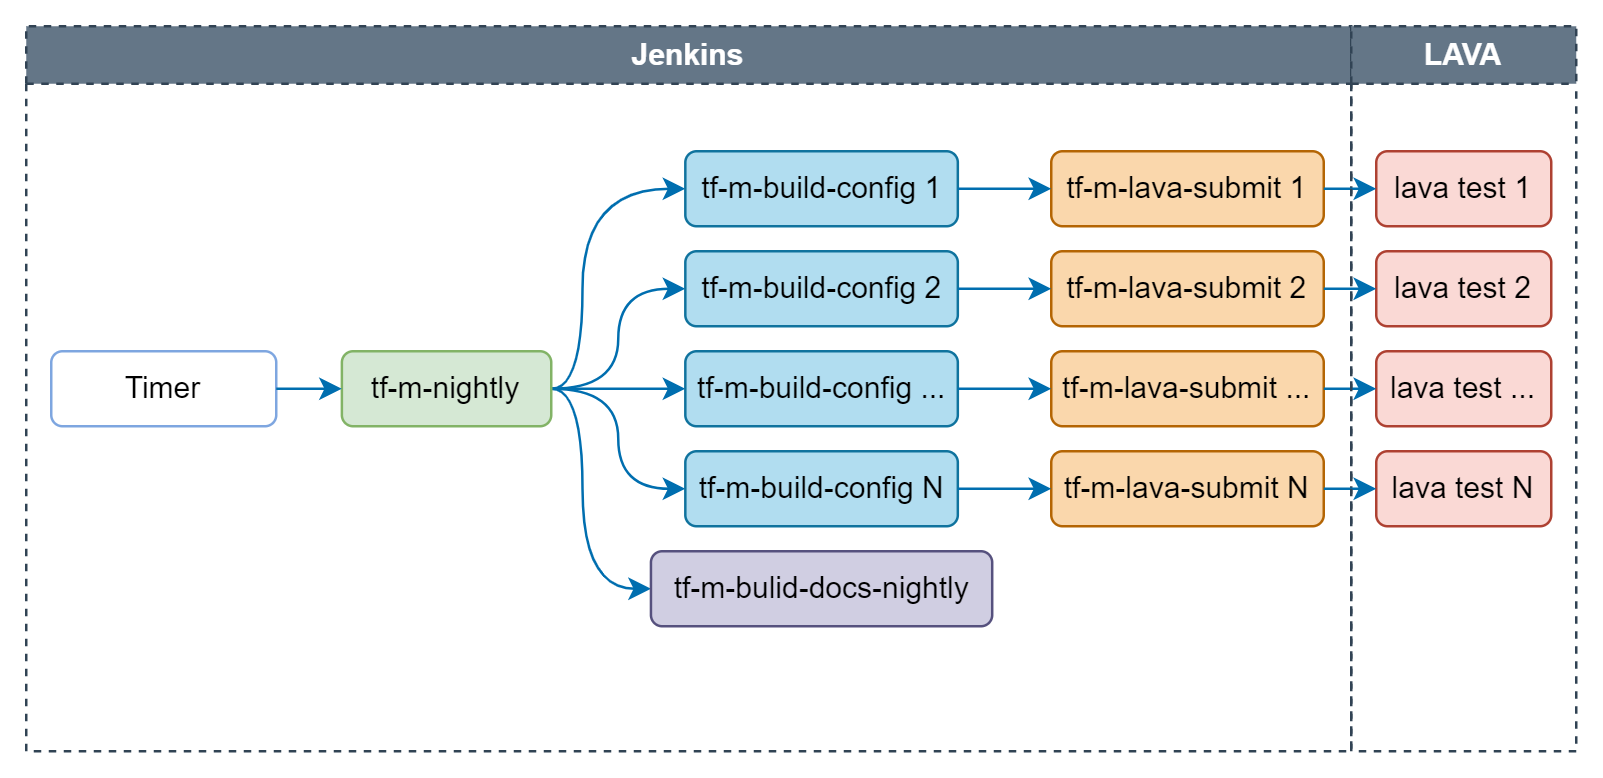 Jenkins
LAVA
tf-m-build-config 1
tf-m-lava-submit 1
lava test 1
tf-m-build-config 2
tf-m-lava-submit 2
lava test 2
Timer
tf-m-nightly
tf-m-build-config ...
tf-m-lava-submit ...
lava test ...
tf-m-build-config N
tf-m-lava-submit N
lava test N
tf-m-bulid-docs-nightly